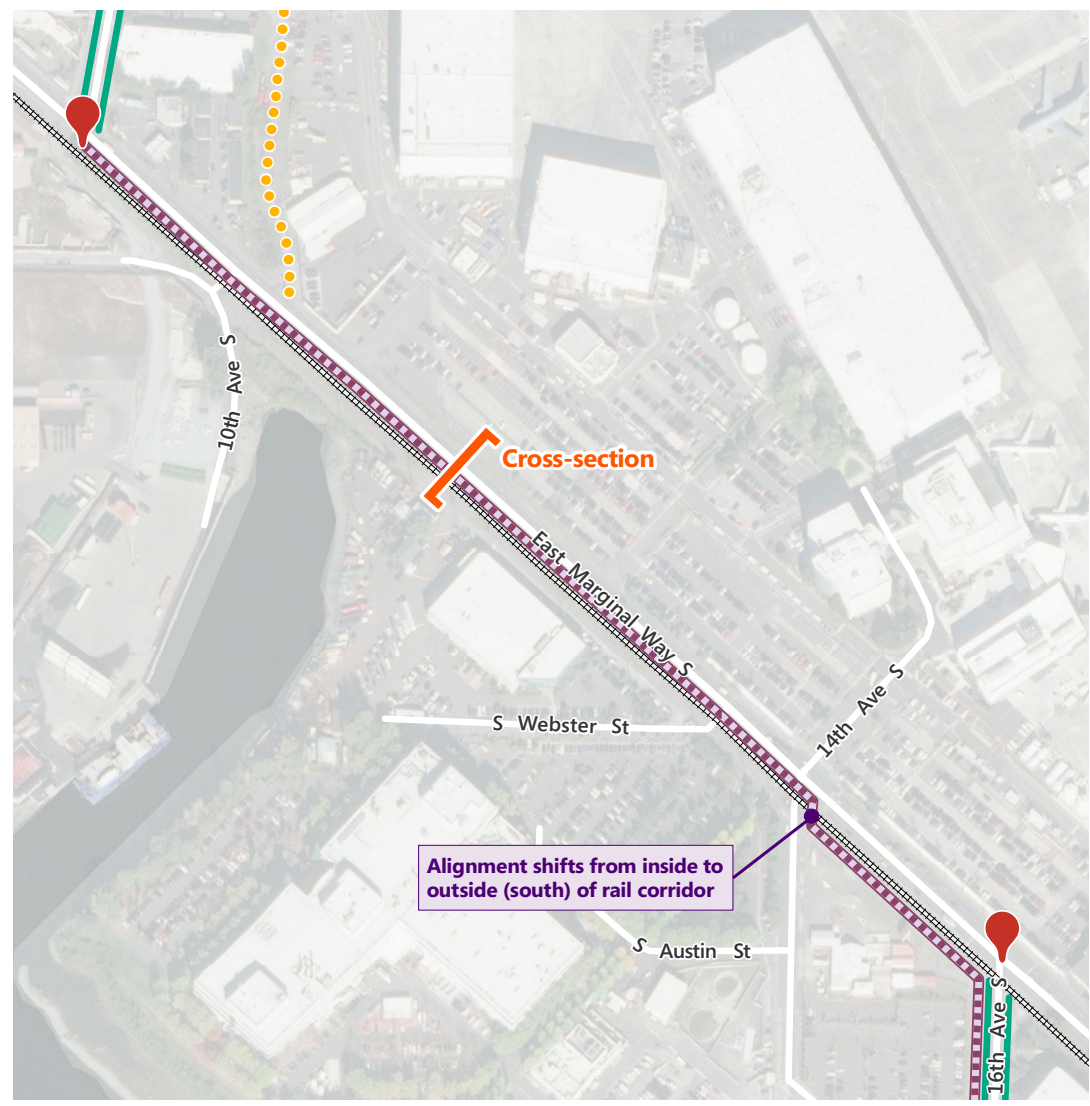 10th Ave S
Cross-section
East Marginal Way S
14th Ave S
S Webster St
Alignment shifts from inside to
outside (south) of rail corridor
S Austin St
16th Ave S